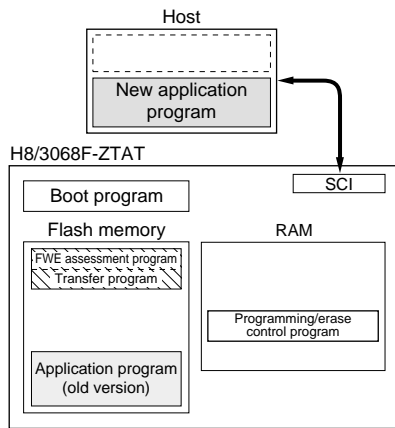 Host
New application
program
H8/3068F-ZTAT
SCI
Boot program
Flash memory
RAM
FWE assessment program
Transfer program
Programming/erase
control program
Application program
(old version)